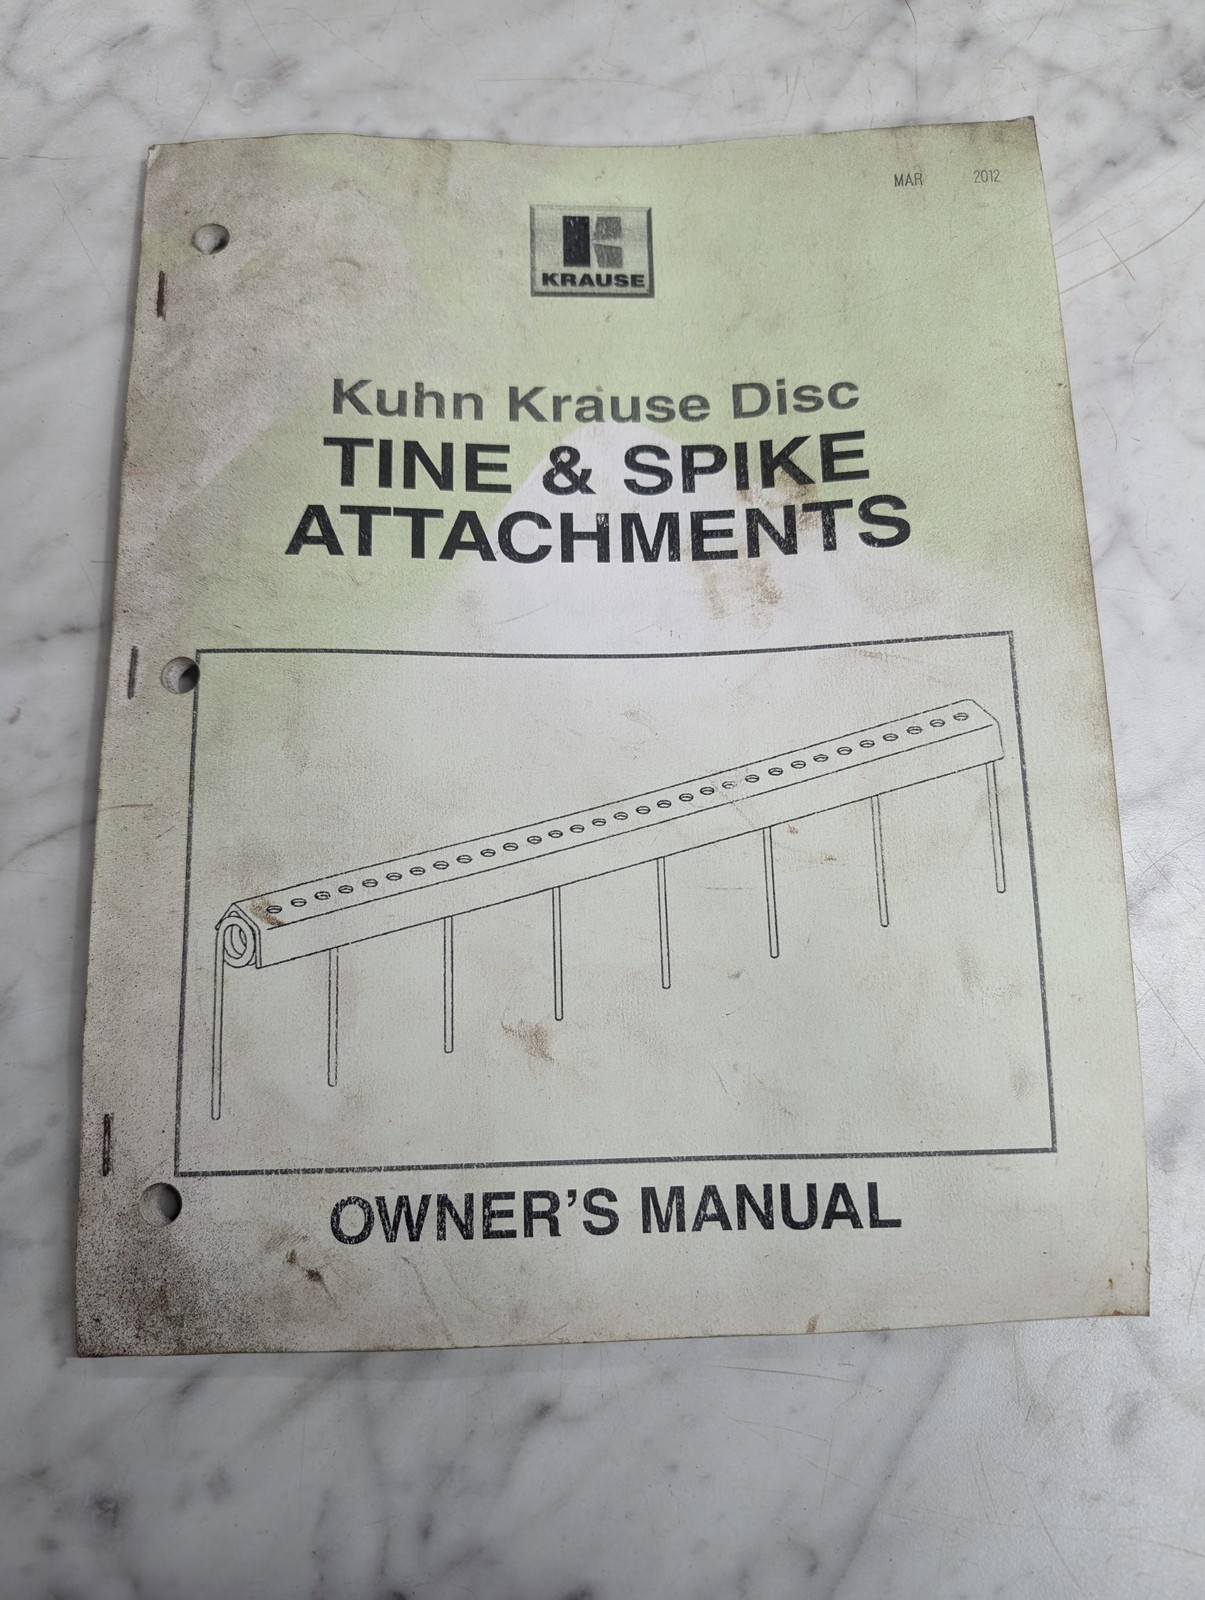 MAR 2012
KRAUSE
Kuhn Krause Disc
TINE & SPIKE
ATTACHMENTS
OWNER'S MANUAL